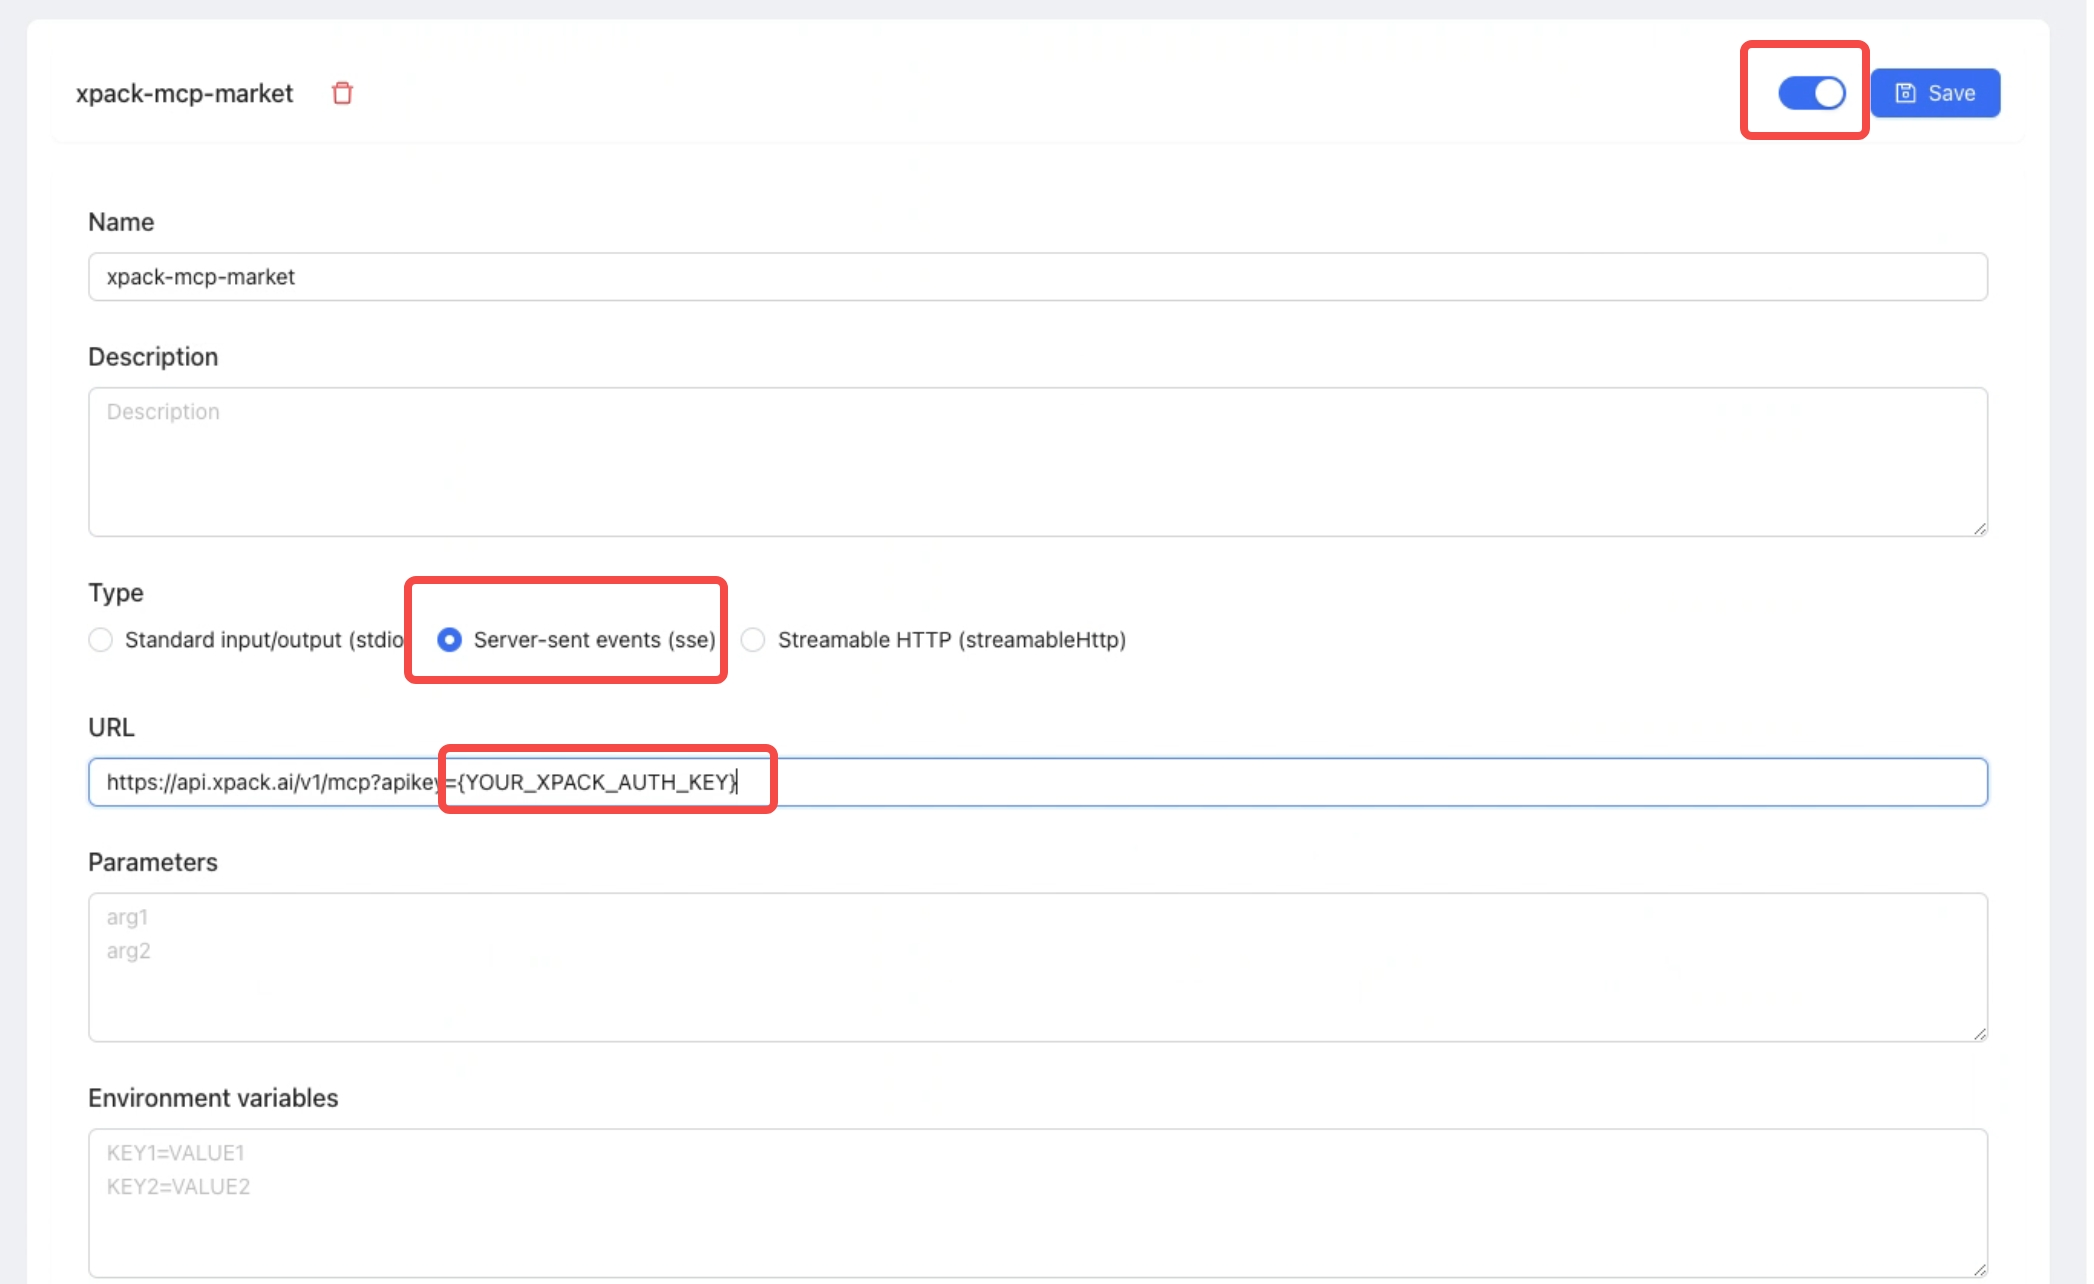 xpack-mcp-market
Save
Name
xpack-mcp-market
Description
Description
Type
Standard input/output (stdio
Server-sent events (sse)
Streamable HTTP (streamableHttp)
URL
https://api.xpack.ai/v1/mcp?apikey={YOUR_XPACK_AUTH_KEY}
Parameters
arg1
arg2
Environment variables
KEY1=VALUE1
KEY2=VALUE2